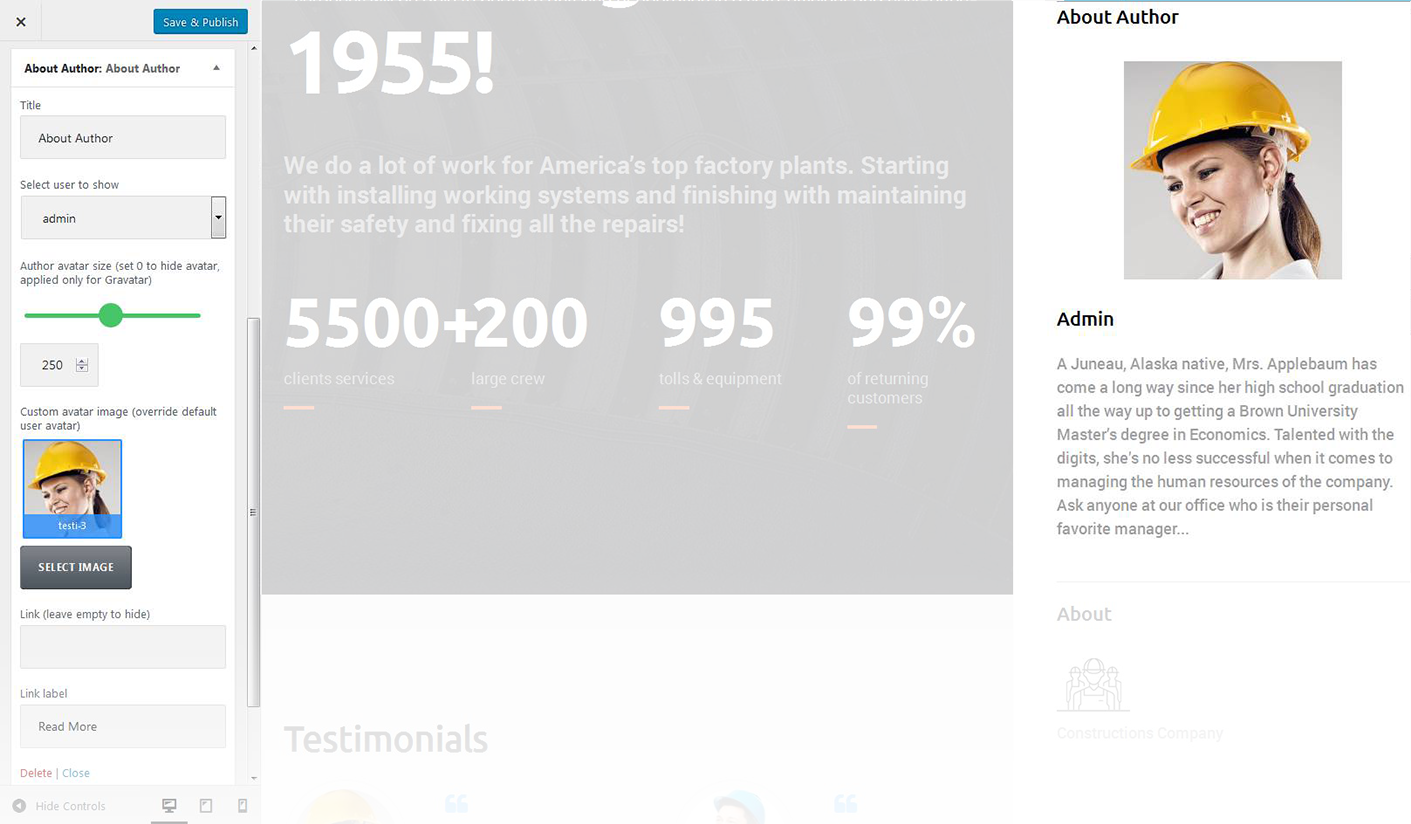 Save & Publish
About Author: About Author
Title
About Author
Select user to show
admin
Author avatar size (set 0 to hide avatar,
applied only for Gravatar)
250
Custom avatar image (override default
user avatar)
testi-3
SELECT IMAGE
Link (leave empty to hide)
Link label
Read More
Delete | Close
Hide Controls
1955!
We do a lot of work for America's top factory plants. Starting
with installing working systems and finishing with maintaining
their safety and fixing all the repairs!
5500+
clients services
200
large crew
995
tolls & equipment
99%
of returning
customers
Testimonials
About Author
Admin
A Juneau, Alaska native, Mrs. Applebaum has
come a long way since her high school graduation
all the way up to getting a Brown University
Master's degree in Economics. Talented with the
digits, she's no less successful when it comes to
managing the human resources of the company.
Ask anyone at our office who is their personal
favorite manager...
About
Constructions Company